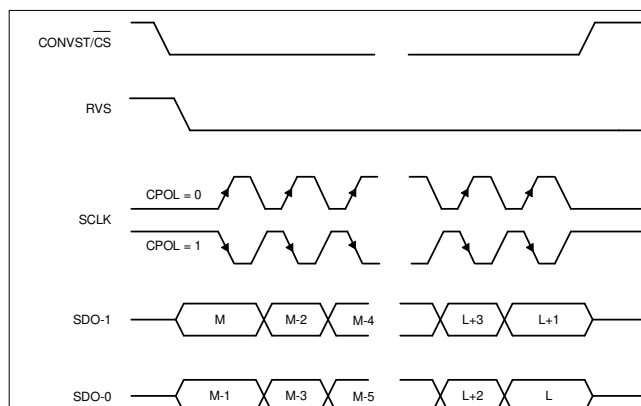 CONVST/CS
RVS
CPOL = 0
SCLK
CPOL = 1
SDO-1 M M-2 M-4 L+3 L+1
SDO-0 M-1 M-3 M-5 L+2 L